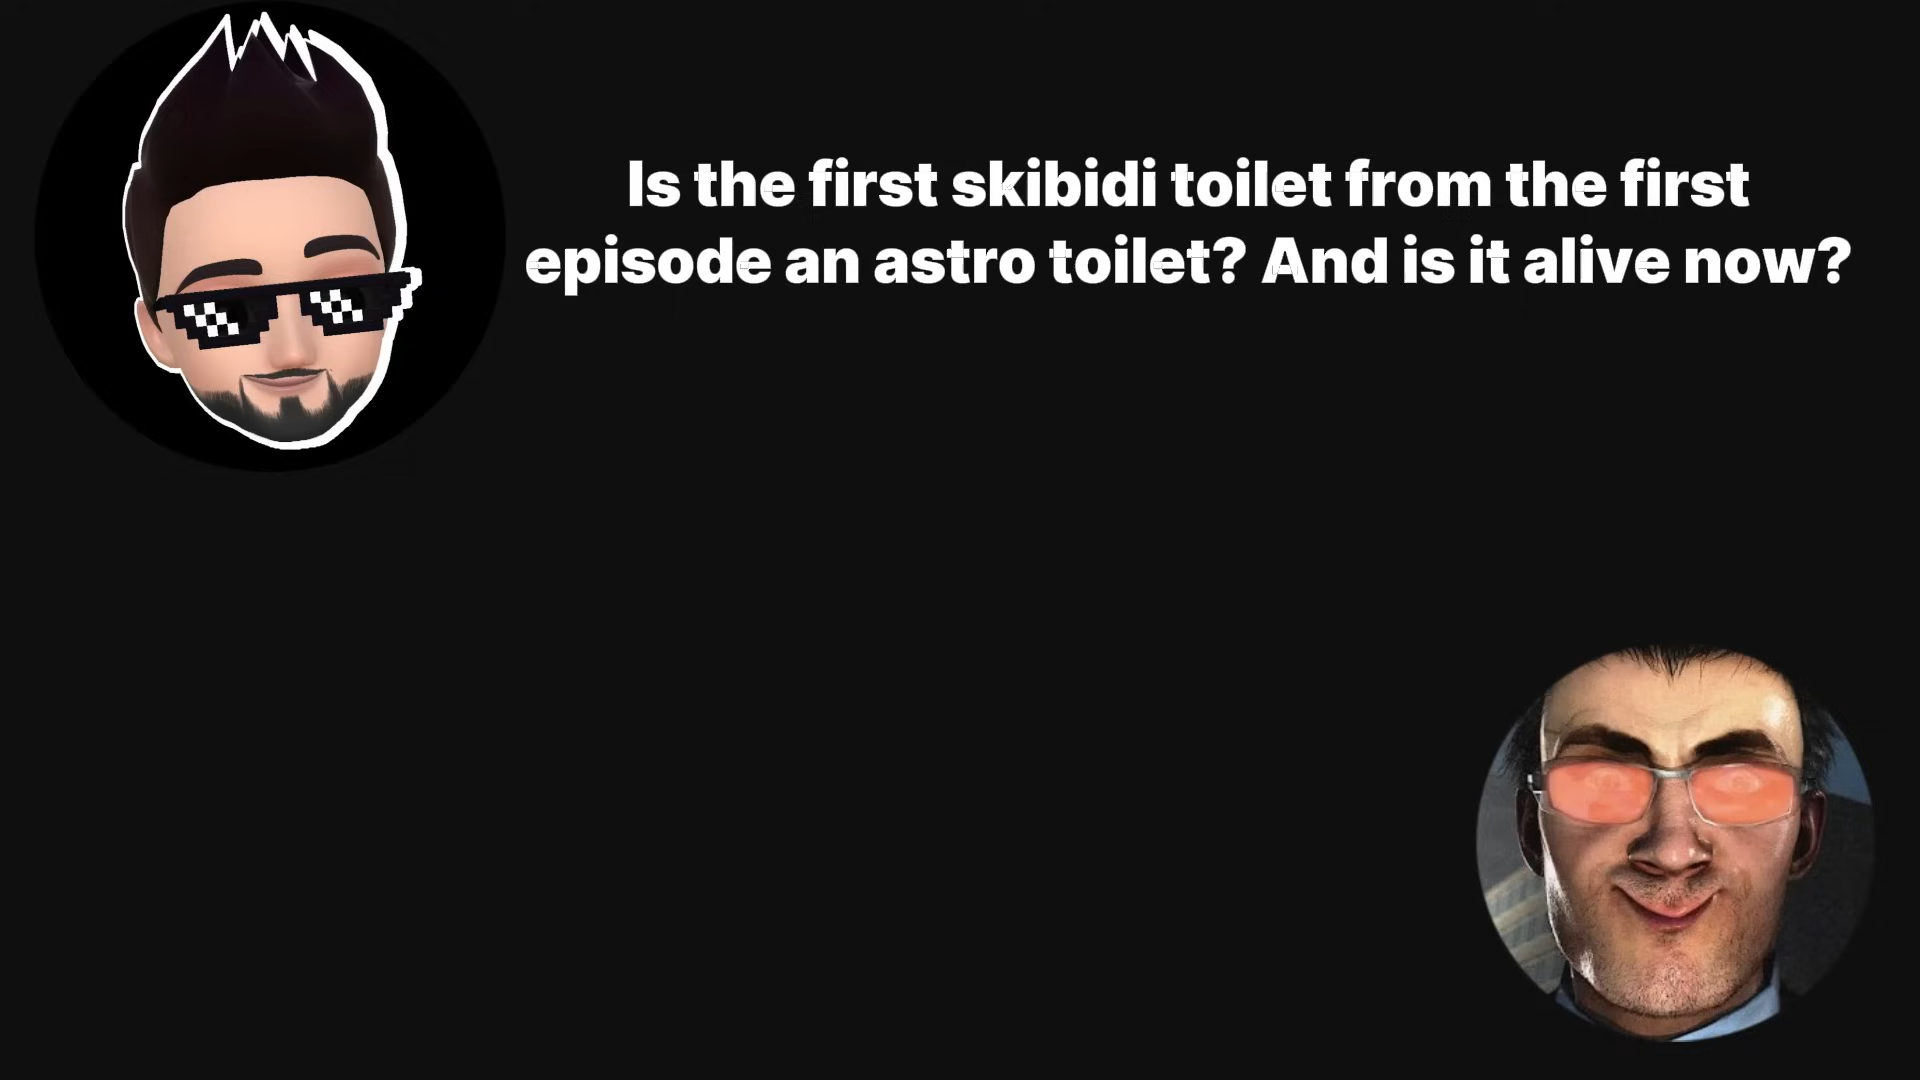 Is the first skibidi toilet from the first
episode an astro toilet? And is it alive now?